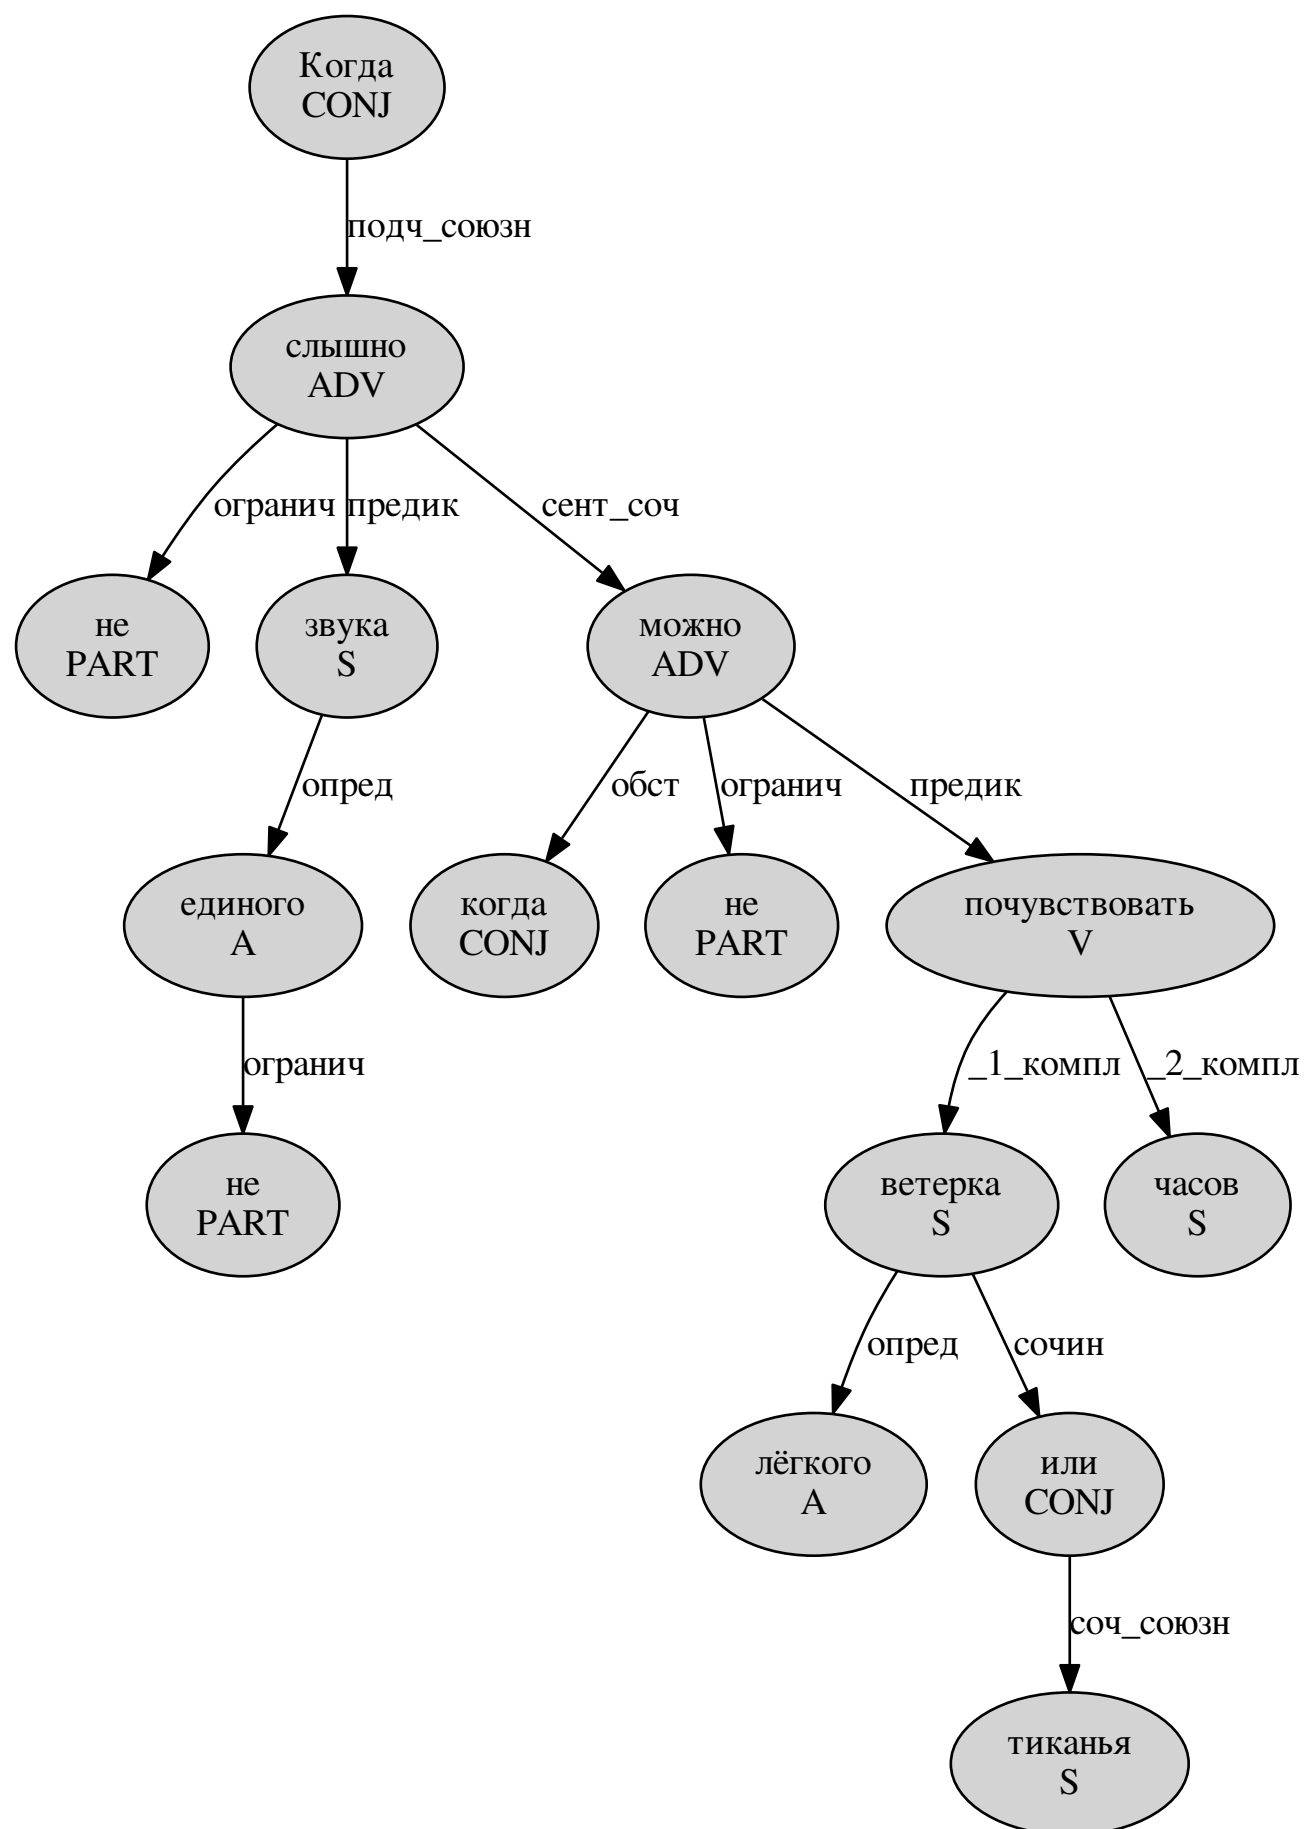 Когда
CONJ
подч_союзн
слышно
ADV
огранич
предик
сент_соч
не
PART
звука
S
можно
ADV
опред
обст
огранич
предик
единого
A
когда
CONJ
не
PART
почувствовать
V
огранич
_1_компл
_2_компл
не
PART
ветерка
S
часов
S
опред
сочин
лёгкого
A
или
CONJ
соч_союзн
тиканья
S